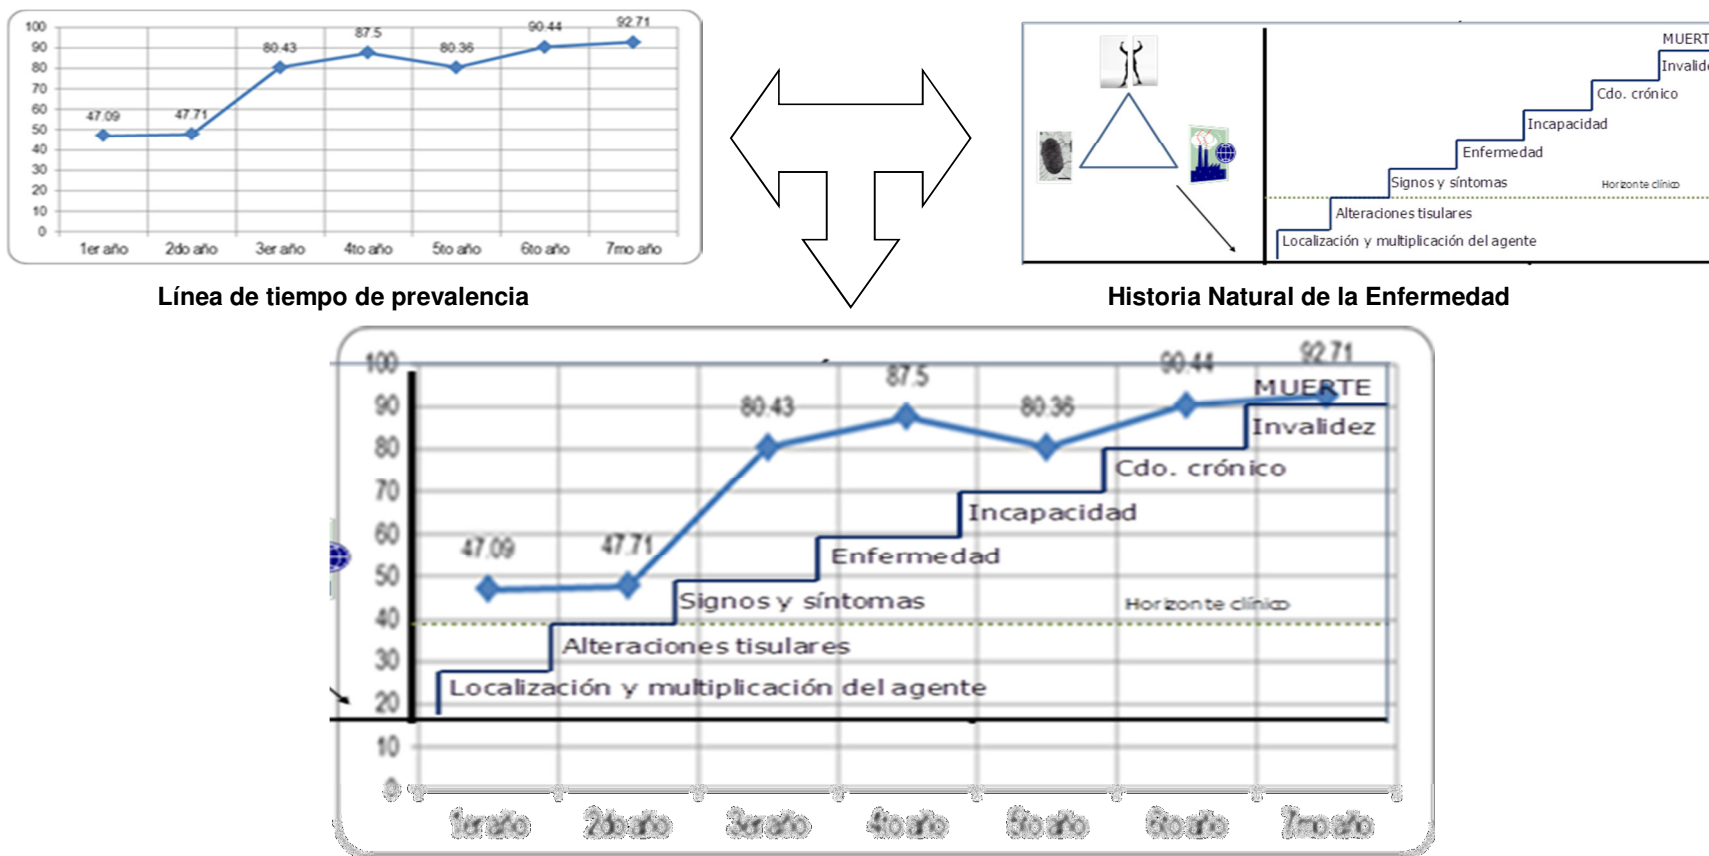 100
90
80
70
60
50
40
30
20
10
0
47.09
47.71
80.43
87.5
80.36
90.44
92.71
1er año
2do año
3er año
4to año
5to año
6to año
7mo año
Línea de tiempo de prevalencia
MUERT
Invalide
Cdo. crónico
Incapacidad
Enfermedad
Signos y síntomas
Horizonte clínico
Alteraciones tisulares
Localización y multiplicación del agente
Historia Natural de la Enfermedad
100
90
80
70
60
50
40
30
20
10
0
47.09
47.71
80.43
87.5
80.36
90.44
92.71
MUERTE
Invalidez
Cdo. crónico
Incapacidad
Enfermedad
Signos y síntomas
Horizonte clínico
Alteraciones tisulares
Localización y multiplicación del agente
1er año
2do año
3er año
4to año
5to año
6to año
7mo año